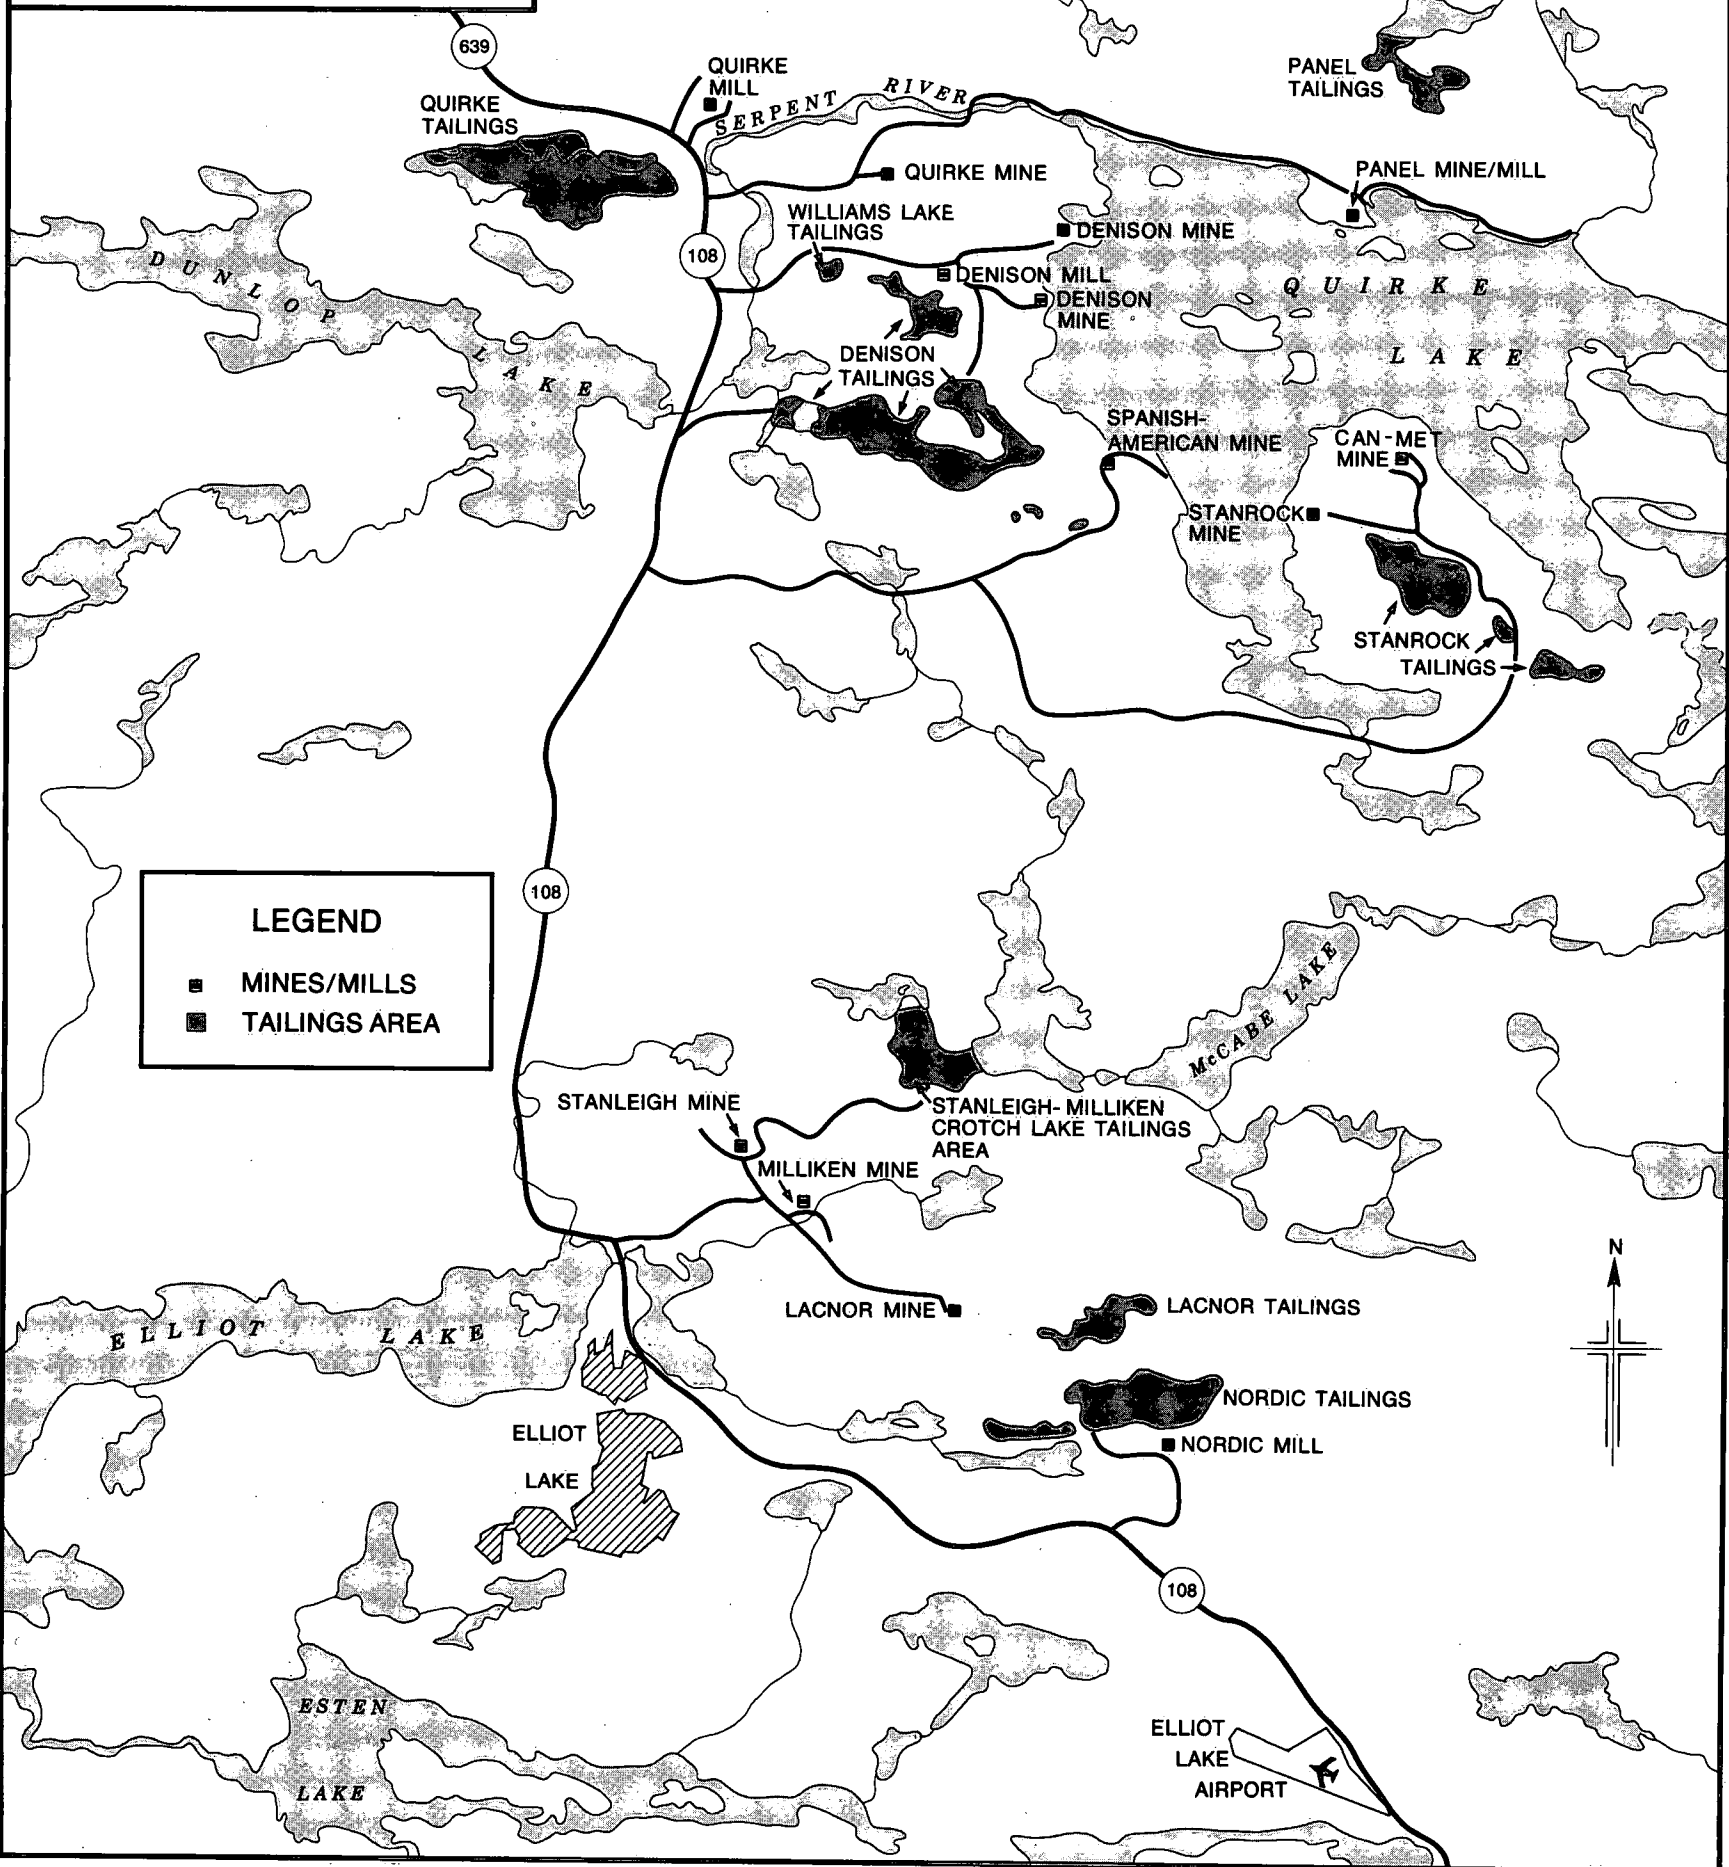 639
QUIRKE
MILL
PANEL
TAILINGS
QUIRKE
TAILINGS
SERPENT RIVER
QUIRKE MINE
PANEL MINE/MILL
WILLIAMS LAKE
TAILINGS
DENISON MINE
108
DUNLOP LAKE
DENISON MILL
DENISON
MINE
QUIRKE
LAKE
DENISON
TAILINGS
SPANISH-
AMERICAN MINE
CAN-MET
MINE
STANROCK
MINE
STANROCK
TAILINGS
108
LEGEND
MINES/MILLS
TAILINGS AREA
McCABE LAKE
STANLEIGH MINE
STANLEIGH-MILLIKEN
CROTCH LAKE TAILINGS
AREA
MILLIKEN MINE
N
LACNOR MINE
LACNOR TAILINGS
ELLIOT LAKE
NORDIC TAILINGS
ELLIOT
LAKE
NORDIC MILL
108
ESTEN
LAKE
ELLIOT
LAKE
AIRPORT